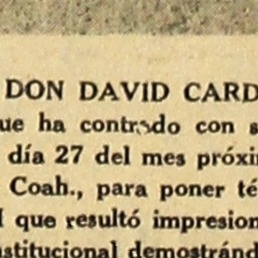 DON DAVID CARD
ue ha contrado con s
día 27 del mes próxi
Coah., para poner té
l que resultó impresion
stitucional demostránd